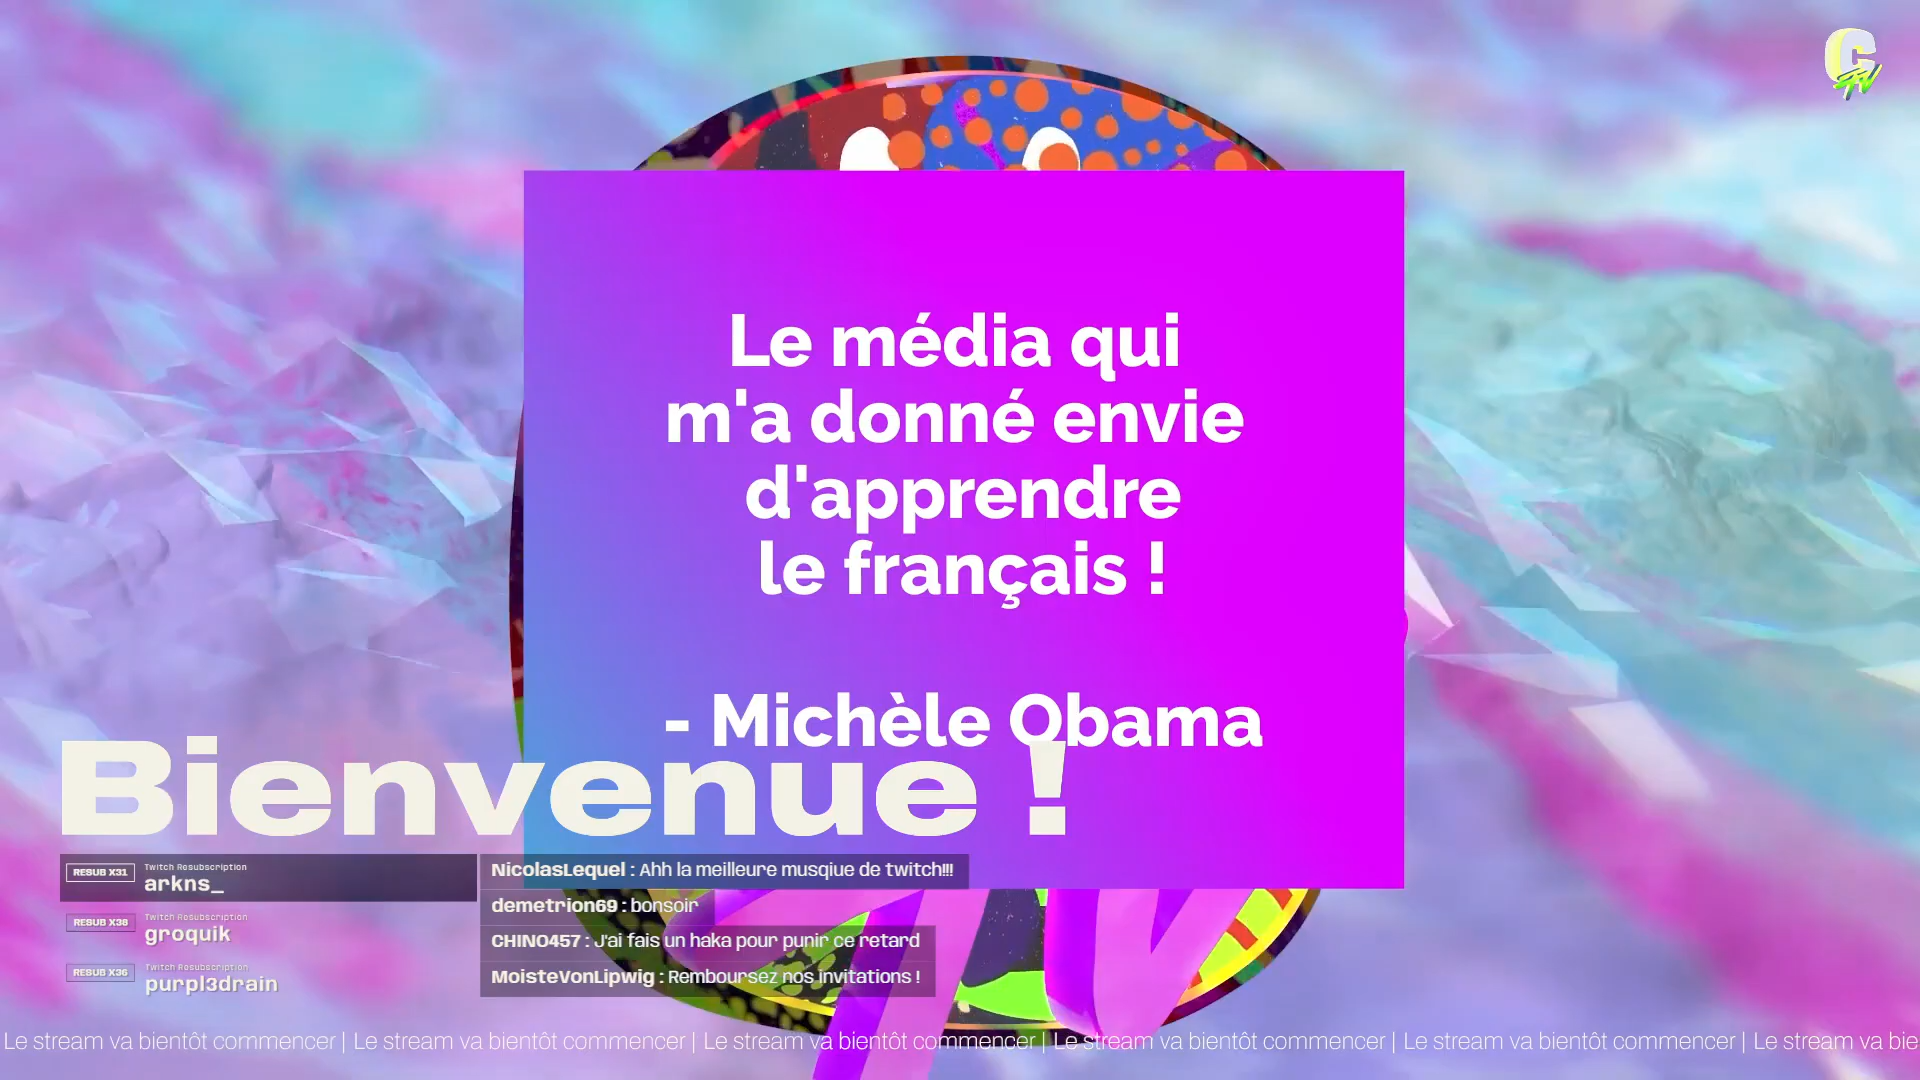 C
TV
Le média qui
m'a donné envie
d'apprendre
le français !
- Michèle Obama
Bienvenue !
RESUB X31
Twitch Resubscription
arkns_
RESUB X38
Twitch Resubscription
groquik
RESUB X36
Twitch Resubscription
purpl3drain
NicolasLequel : Ahh la meilleure musqiue de twitch!!!
demetrion69 : bonsoir
CHINO457 : J'ai fais un haka pour punir ce retard
MoisteVonLipwig : Remboursez nos invitations !
Le stream va bientôt commencer | Le stream va bientôt commencer | Le stream va bientôt commencer | Le stream va bientôt commencer | Le stream va bientôt commencer | Le stream va bie